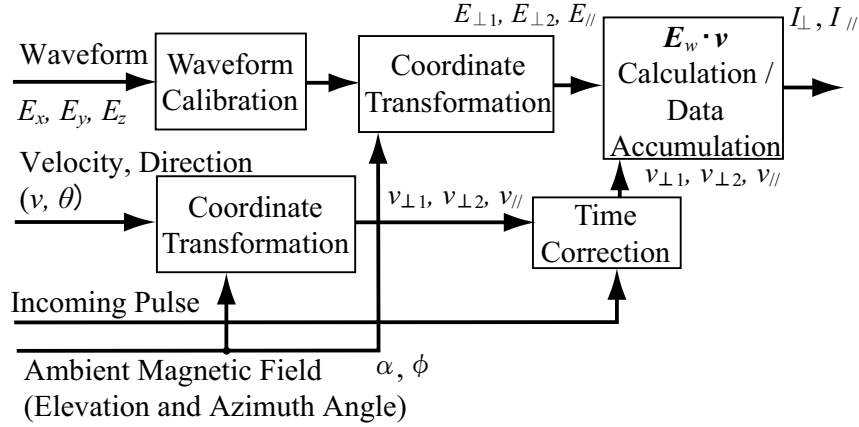 E⊥1, E⊥2, E//
I⊥, I//
Waveform
Ex, Ey, Ez
Waveform
Calibration
Coordinate
Transformation
Ew·v
Calculation /
Data
Accumulation
Velocity, Direction
(v, θ)
Coordinate
Transformation
v⊥1, v⊥2, v//
v⊥1, v⊥2, v//
Time
Correction
Incoming Pulse
Ambient Magnetic Field
(Elevation and Azimuth Angle)
α, ϕ